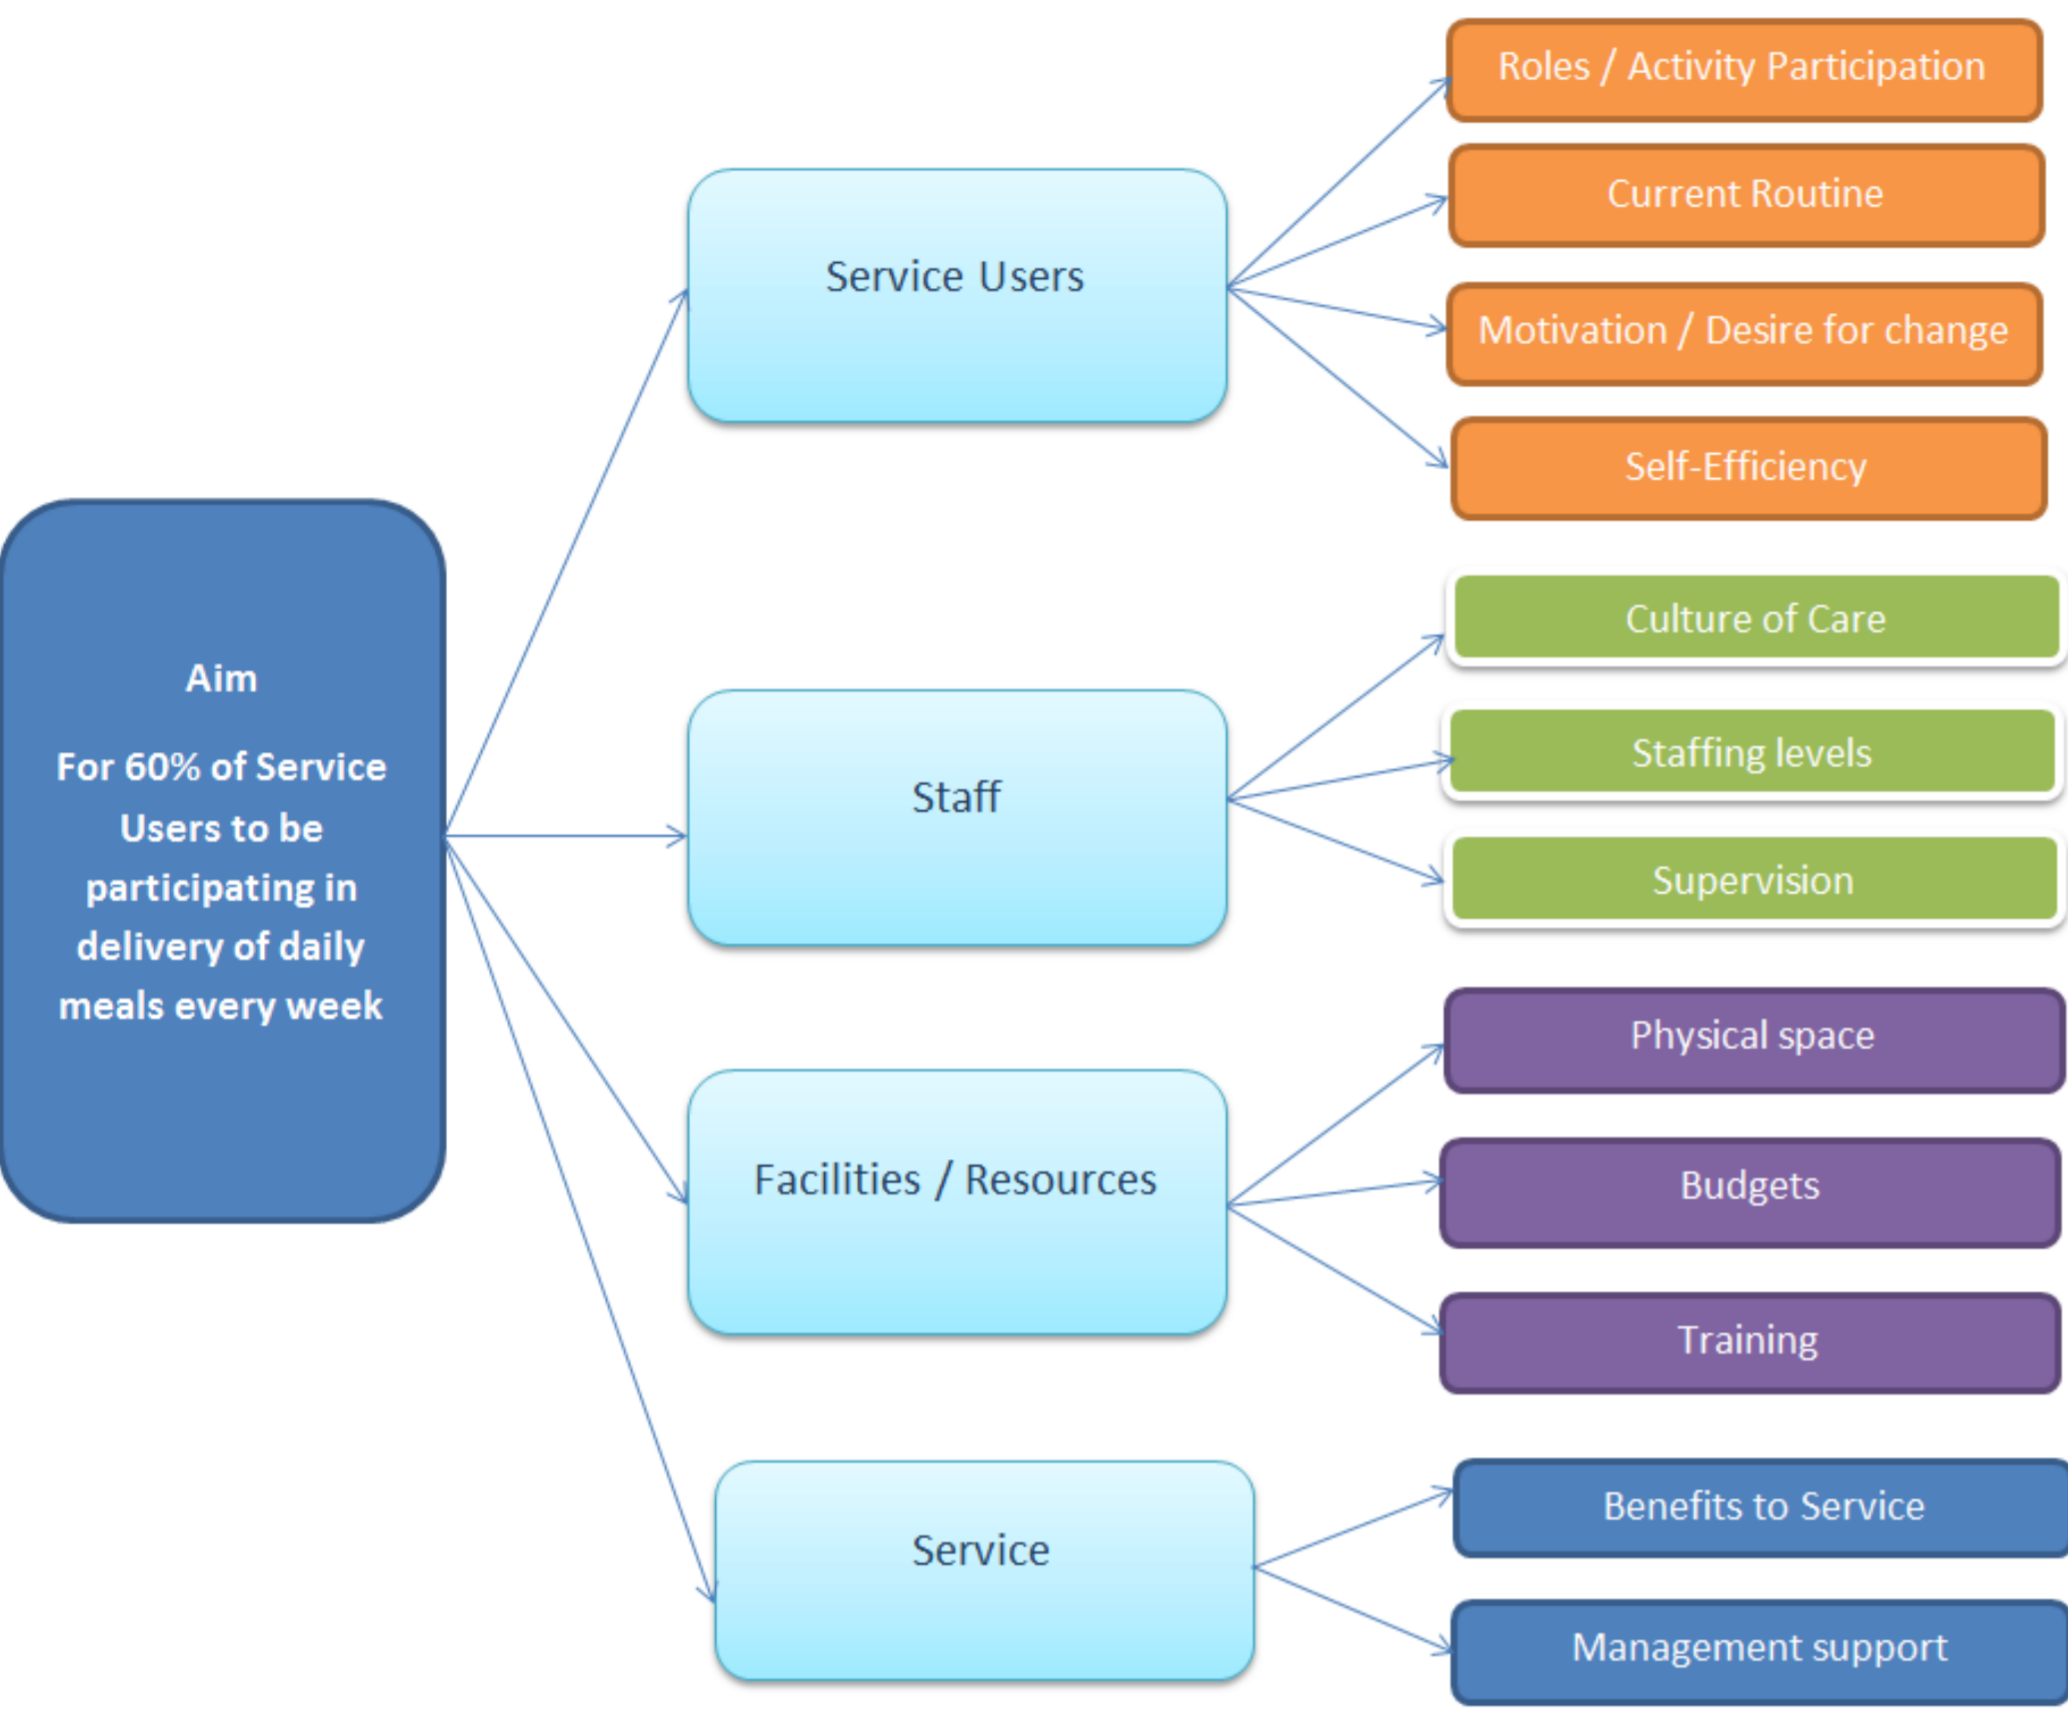 Aim
For 60% of Service
Users to be
participating in
delivery of daily
meals every week
Service Users
Roles / Activity Participation
Current Routine
Motivation / Desire for change
Self-Efficiency
Staff
Culture of Care
Staffing levels
Supervision
Facilities / Resources
Physical space
Budgets
Training
Service
Benefits to Service
Management support